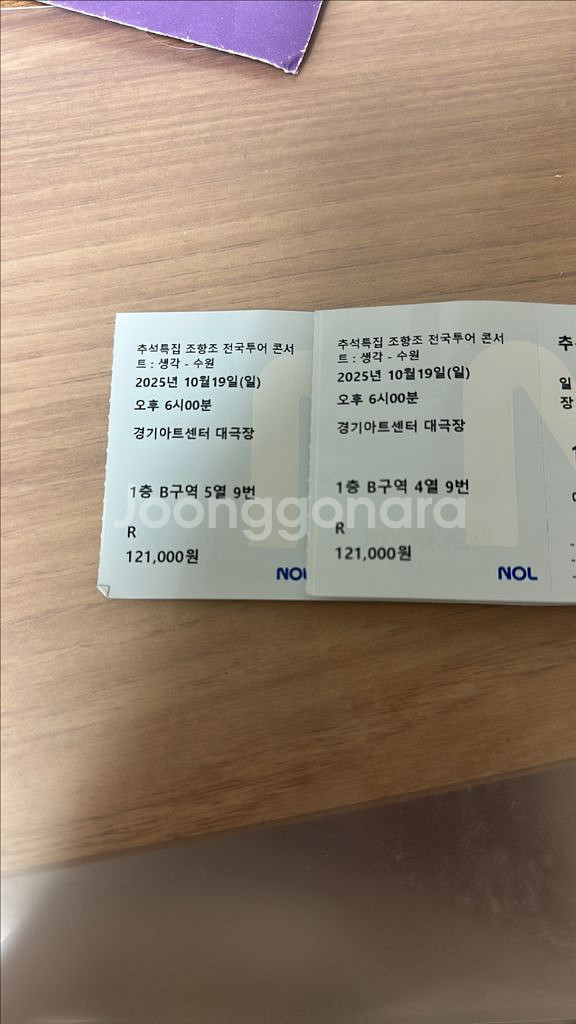 추석특집 조항조 전국투어 콘서
트 : 생각 - 수원
2025년 10월19일(일)
오후 6시00분
경기아트센터 대극장
1층 B구역 5열 9번
R
121,000원
NOL
추석특집 조항조 전국투어 콘서
트 : 생각 - 수원
2025년 10월19일(일)
오후 6시00분
경기아트센터 대극장
1층 B구역 4열 9번
R
121,000원
NOL
추
일
장
Joonggonara